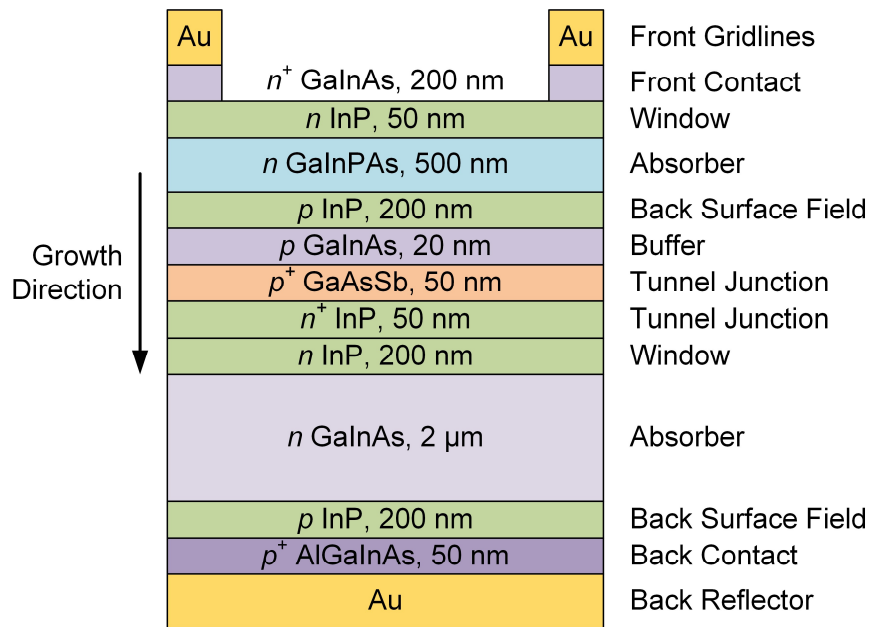 Au Au Front Gridlines
n⁺ GaInAs, 200 nm Front Contact
n InP, 50 nm Window
n GaInPAs, 500 nm Absorber
p InP, 200 nm Back Surface Field
p GaInAs, 20 nm Buffer
Growth
Direction
p⁺ GaAsSb, 50 nm Tunnel Junction
n⁺ InP, 50 nm Tunnel Junction
n InP, 200 nm Window
n GaInAs, 2 µm Absorber
p InP, 200 nm Back Surface Field
p⁺ AlGaInAs, 50 nm Back Contact
Au Back Reflector